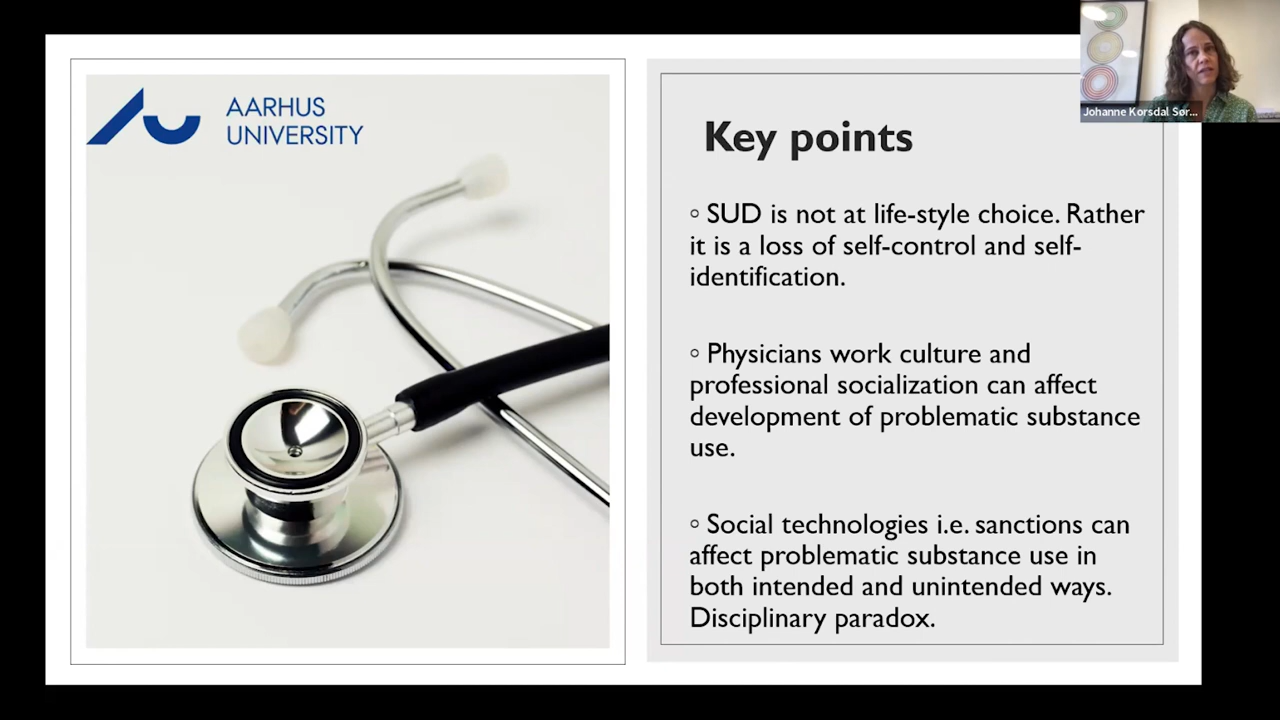 AARHUS
UNIVERSITY
Johanne Korsdal Sør...
Key points
◦ SUD is not at life-style choice. Rather
it is a loss of self-control and self-
identification.
◦ Physicians work culture and
professional socialization can affect
development of problematic substance
use.
◦ Social technologies i.e. sanctions can
affect problematic substance use in
both intended and unintended ways.
Disciplinary paradox.